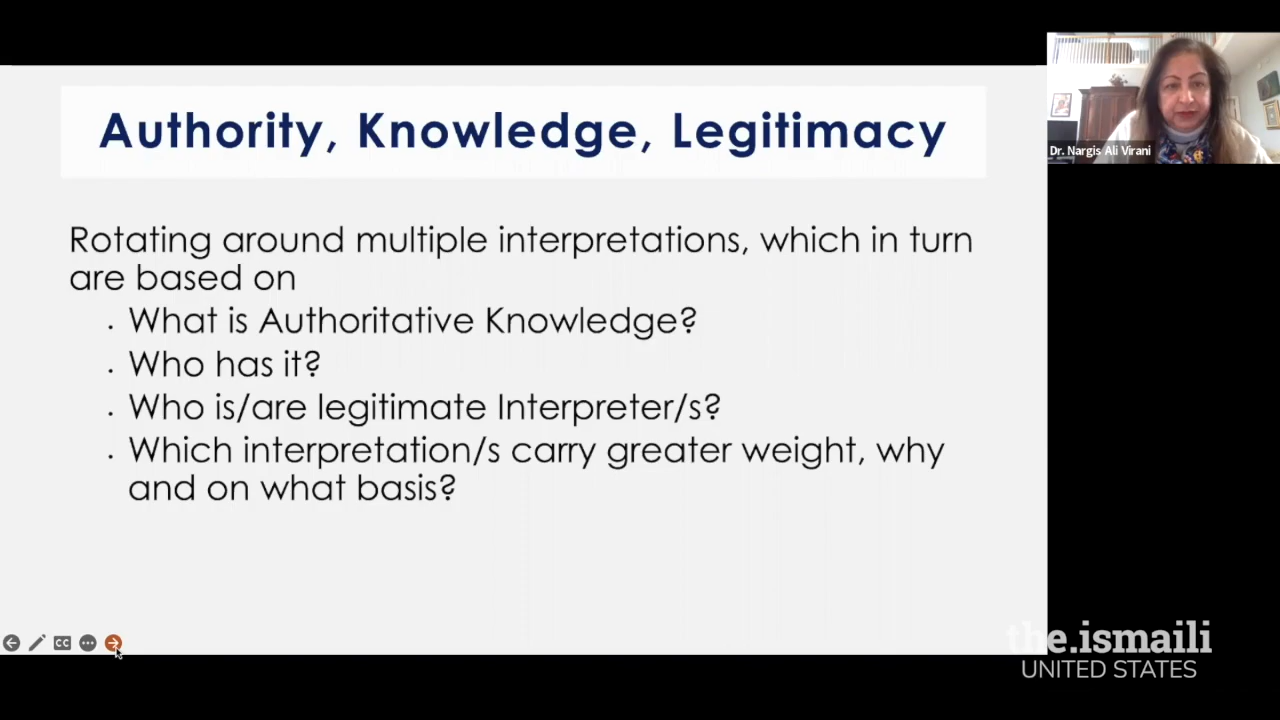 Authority, Knowledge, Legitimacy
Rotating around multiple interpretations, which in turn
are based on
· What is Authoritative Knowledge?
· Who has it?
· Who is/are legitimate Interpreter/s?
· Which interpretation/s carry greater weight, why
and on what basis?
Dr. Nargis Ali Virani
CC
the.ismaili
UNITED STATES